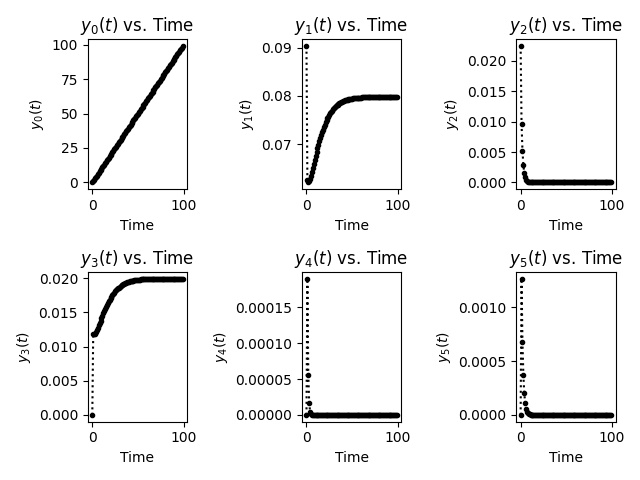 y₀(t) vs. Time
y₁(t) vs. Time
y₂(t) vs. Time
100
75
50
25
0
y₀(t)
0
100
Time
0.09
0.08
0.07
y₁(t)
0
100
Time
0.020
0.015
0.010
0.005
0.000
y₂(t)
0
100
Time
y₃(t) vs. Time
y₄(t) vs. Time
y₅(t) vs. Time
0.020
0.015
0.010
0.005
0.000
y₃(t)
0
100
Time
0.00015
0.00010
0.00005
0.00000
y₄(t)
0
100
Time
0.0010
0.0005
0.0000
y₅(t)
0
100
Time